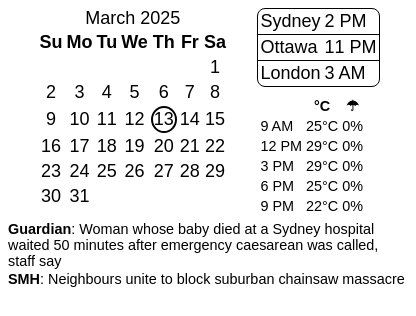 March 2025
Su Mo Tu We Th Fr Sa
1
2 3 4 5 6 7 8
9 10 11 12 13 14 15
16 17 18 19 20 21 22
23 24 25 26 27 28 29
30 31
Sydney 2 PM
Ottawa 11 PM
London 3 AM
°C ☂
9 AM 25°C 0%
12 PM 29°C 0%
3 PM 29°C 0%
6 PM 25°C 0%
9 PM 22°C 0%
Guardian: Woman whose baby died at a Sydney hospital
waited 50 minutes after emergency caesarean was called,
staff say
SMH: Neighbours unite to block suburban chainsaw massacre